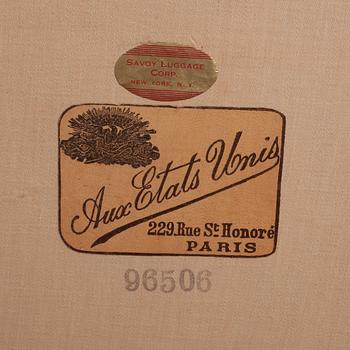 SAVOY LUGGAGE
CORP.
NEW YORK, N.Y.
Aux Etats Unis
229. Rue St Honoré
PARIS
96506